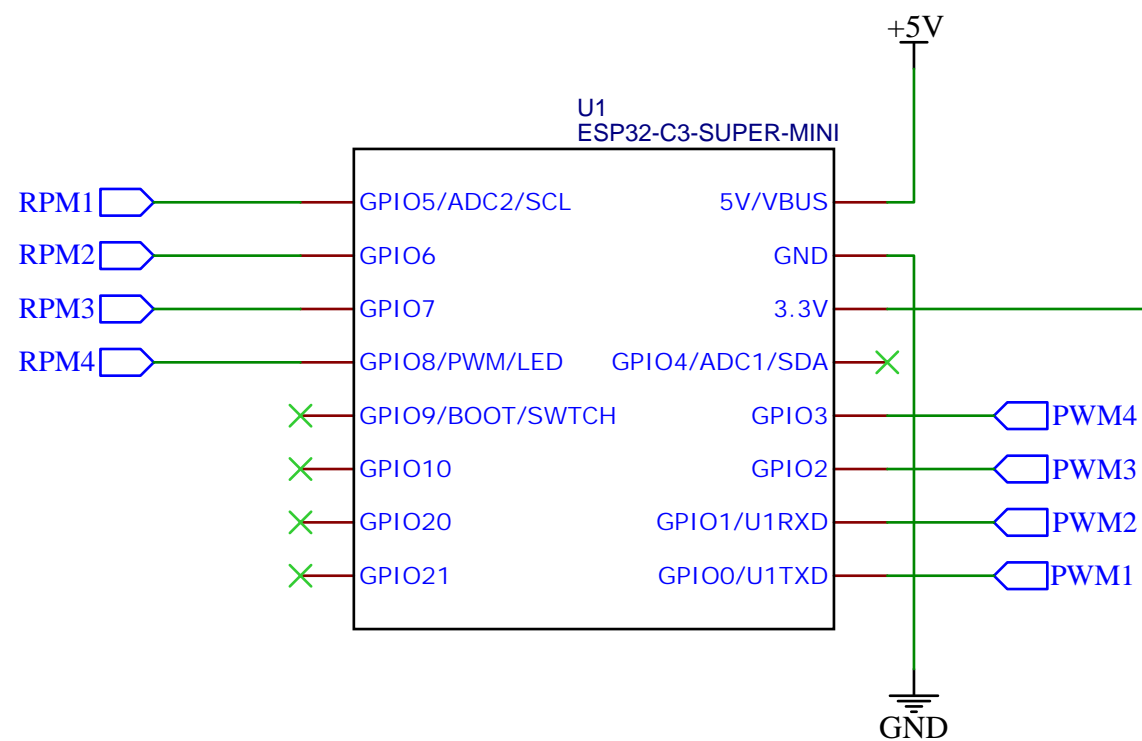 +5V
U1
ESP32-C3-SUPER-MINI
RPM1 GPIO5/ADC2/SCL 5V/VBUS
RPM2 GPIO6 GND
RPM3 GPIO7 3.3V
RPM4 GPIO8/PWM/LED GPIO4/ADC1/SDA
GPIO9/BOOT/SWTCH GPIO3 PWM4
GPIO10 GPIO2 PWM3
GPIO20 GPIO1/U1RXD PWM2
GPIO21 GPIO0/U1TXD PWM1
GND